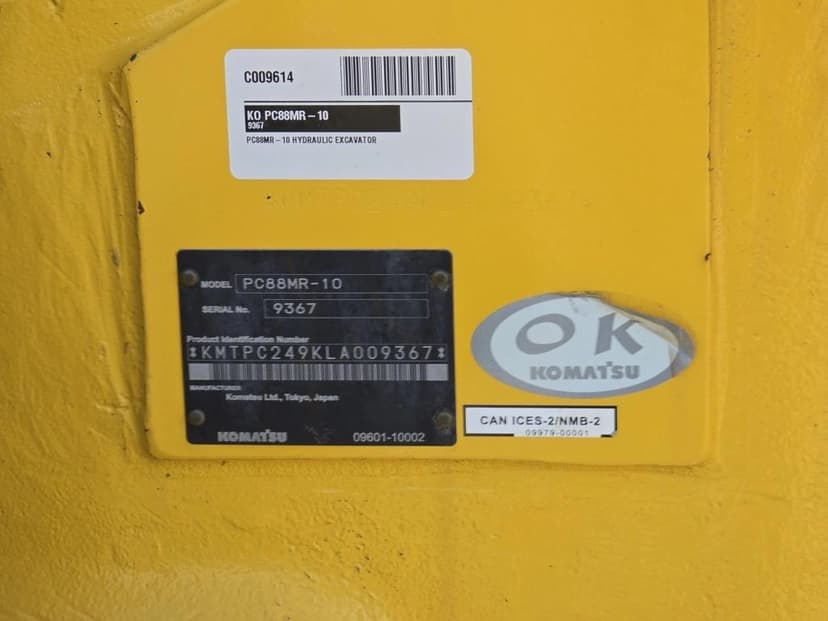 C009614
KO PC88MR-10
9367
PC88MR-10 HYDRAULIC EXCAVATOR
MODEL PC88MR-10
SERIAL No. 9367
Product Identification Number
*KMTPC249KLA009367*
MANUFACTURER
Komatsu Ltd., Tokyo, Japan
KOMATSU 09601-10002
OK
KOMATSU
CAN ICES-2/NMB-2
09979-00001